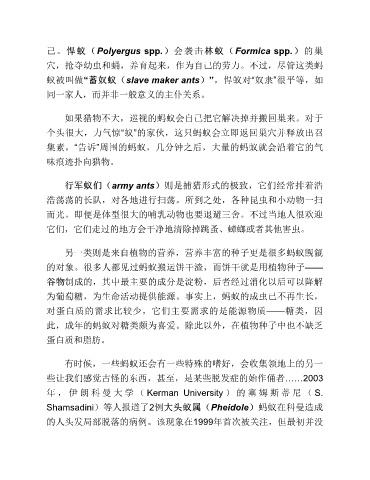 己。悍蚁（Polyergus spp.）会袭击林蚁（Formica spp.）的巢
穴，抢夺幼虫和蛹，养育起来，作为自己的劳力。不过，尽管这类蚂
蚁被叫做“蓄奴蚁（slave maker ants）”，悍蚁对“奴隶”很平等，如
同一家人，而并非一般意义的主仆关系。
如果猎物不大，巡视的蚂蚁会自己把它解决掉并搬回巢来。对于
个头很大，力气惊“蚁”的家伙，这只蚂蚁会立即返回巢穴并释放出召
集素，“告诉”周围的蚂蚁。几分钟之后，大量的蚂蚁就会沿着它的气
味痕迹扑向猎物。
行军蚁们（army ants）则是捕猎形式的极致，它们经常排着浩
浩荡荡的长队，对各地进行扫荡。所到之处，各种昆虫和小动物一扫
而光。即便是体型很大的哺乳动物也要退避三舍。不过当地人很欢迎
它们，它们走过的地方会干净地清除掉跳蚤、蟑螂或者其他害虫。
另一类则是来自植物的营养，营养丰富的种子更是很多蚂蚁觊觎
的对象。很多人都见过蚂蚁搬运饼干渣，而饼干就是用植物种子——
谷物制成的，其中最主要的成分是淀粉，后者经过消化以后可以降解
为葡萄糖，为生命活动提供能源。事实上，蚂蚁的成虫已不再生长，
对蛋白质的需求比较少，它们主要需求的是能源物质——糖类，因
此，成年的蚂蚁对糖类颇为喜爱。除此以外，在植物种子中也不缺乏
蛋白质和脂肪。
有时候，一些蚂蚁还会有一些特殊的嗜好，会收集领地上的另一
些让我们感觉古怪的东西，甚至，是某些脱发症的始作俑者……2003
年，伊朗科曼大学（Kerman University）的塞姆斯蒂尼（S.
Shamsadini）等人报道了2例大头蚁属（Pheidole）蚂蚁在科曼造成
的人头发局部脱落的病例。该现象在1999年首次被关注，但最初并没